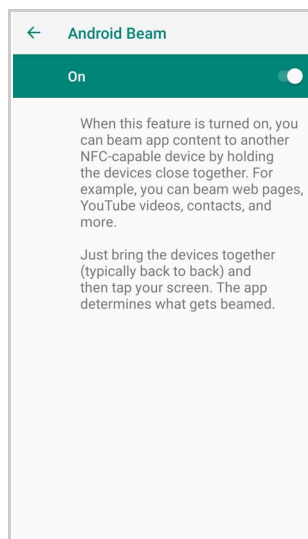 Android Beam
On
When this feature is turned on, you
can beam app content to another
NFC-capable device by holding
the devices close together. For
example, you can beam web pages,
YouTube videos, contacts, and
more.
Just bring the devices together
(typically back to back) and
then tap your screen. The app
determines what gets beamed.